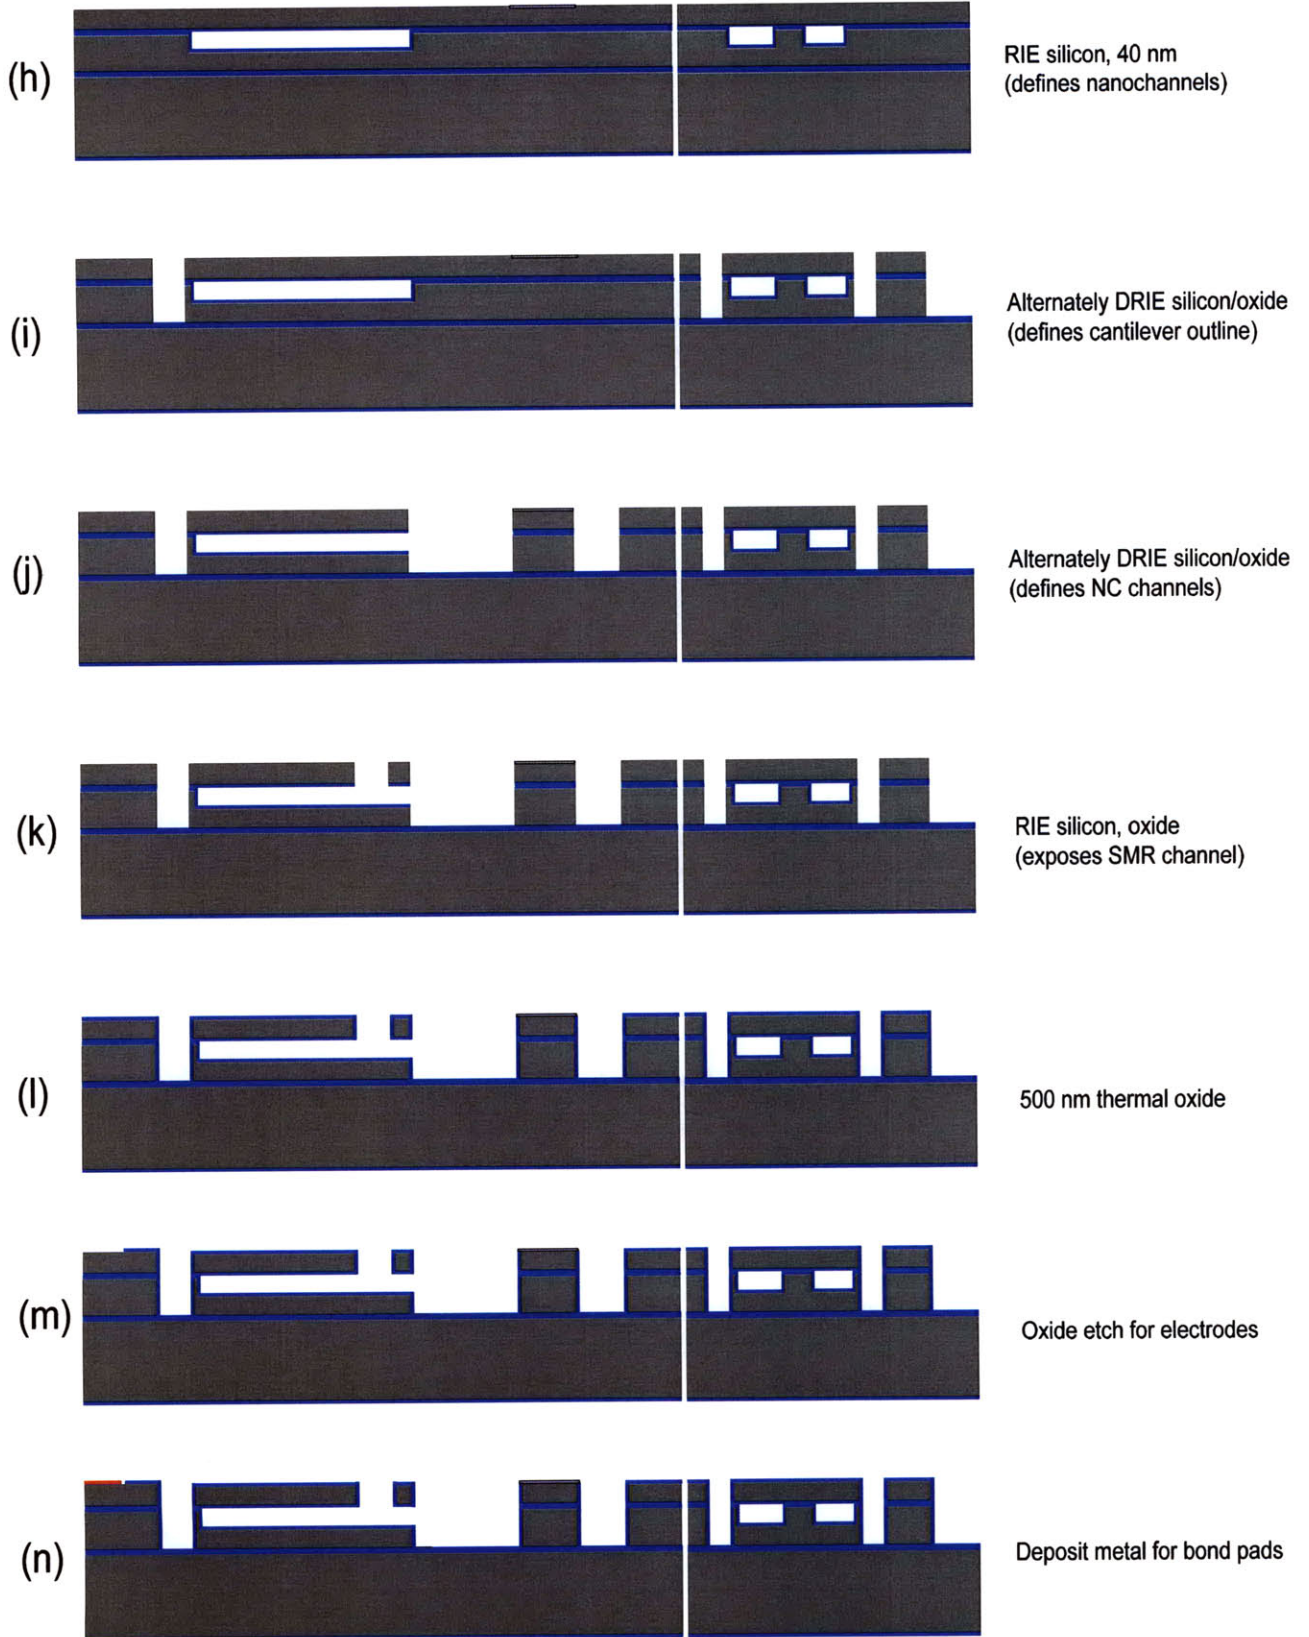 (h)
RIE silicon, 40 nm
(defines nanochannels)
(i)
Alternately DRIE silicon/oxide
(defines cantilever outline)
(j)
Alternately DRIE silicon/oxide
(defines NC channels)
(k)
RIE silicon, oxide
(exposes SMR channel)
(l)
500 nm thermal oxide
(m)
Oxide etch for electrodes
(n)
Deposit metal for bond pads